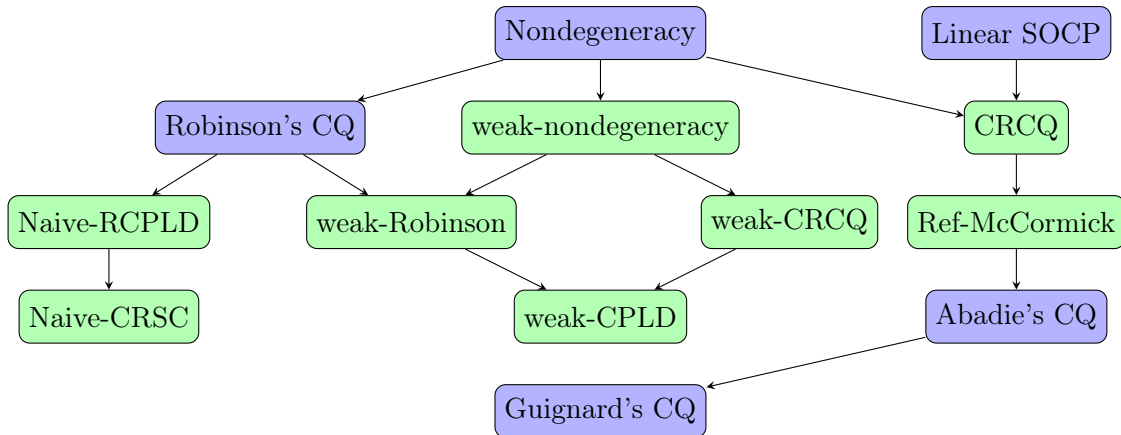 Nondegeneracy
Linear SOCP
Robinson's CQ
weak-nondegeneracy
CRCQ
Naive-RCPLD
weak-Robinson
weak-CRCQ
Ref-McCormick
Naive-CRSC
weak-CPLD
Abadie's CQ
Guignard's CQ